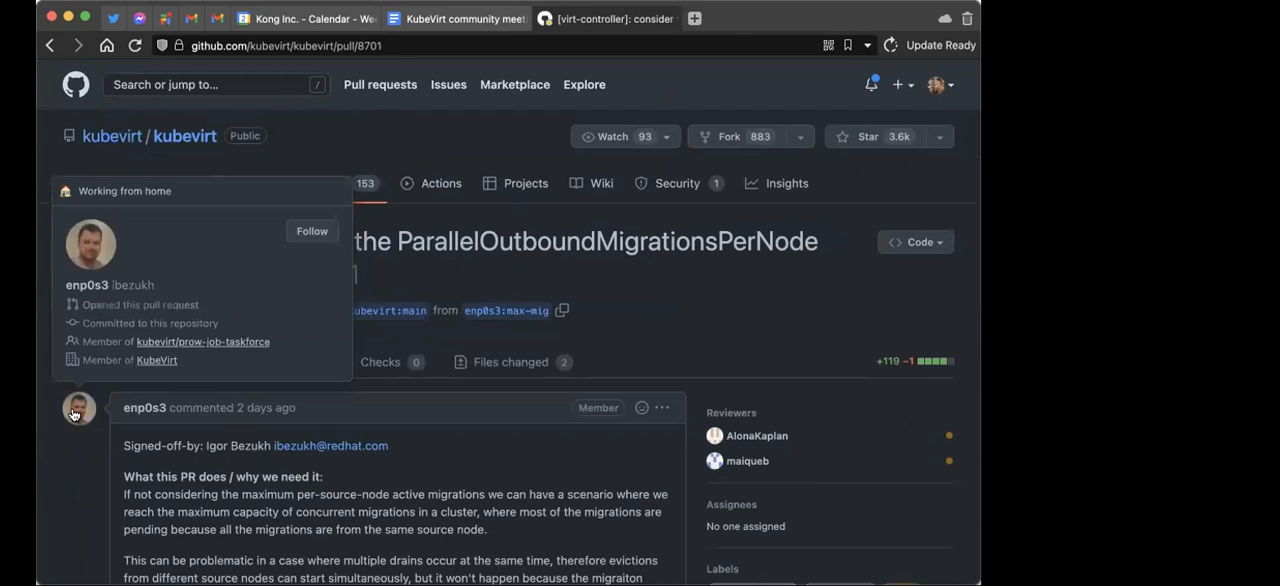 Kong Inc. - Calendar - We
KubeVirt community meeti
[virt-controller]: consider
github.com/kubevirt/kubevirt/pull/8701
Update Ready
Search or jump to...
/
Pull requests
Issues
Marketplace
Explore
kubevirt / kubevirt
Public
Watch 93
Fork 883
Star 3.6k
153
Actions
Projects
Wiki
Security 1
Insights
Working from home
Follow
enp0s3 ibezukh
Opened this pull request
Committed to this repository
Member of kubevirt/prow-job-taskforce
Member of KubeVirt
the ParallelOutboundMigrationsPerNode
Code
kubevirt:main from enp0s3:max-mig
Checks 0
Files changed 2
+119 −1
enp0s3 commented 2 days ago
Member
Signed-off-by: Igor Bezukh ibezukh@redhat.com
What this PR does / why we need it:
If not considering the maximum per-source-node active migrations we can have a scenario where we
reach the maximum capacity of concurrent migrations in a cluster, where most of the migrations are
pending because all the migrations are from the same source node.
This can be problematic in a case where multiple drains occur at the same time, therefore evictions
from different source nodes can start simultaneously, but it won't happen because the migraiton
Reviewers
AlonaKaplan
maiqueb
Assignees
No one assigned
Labels